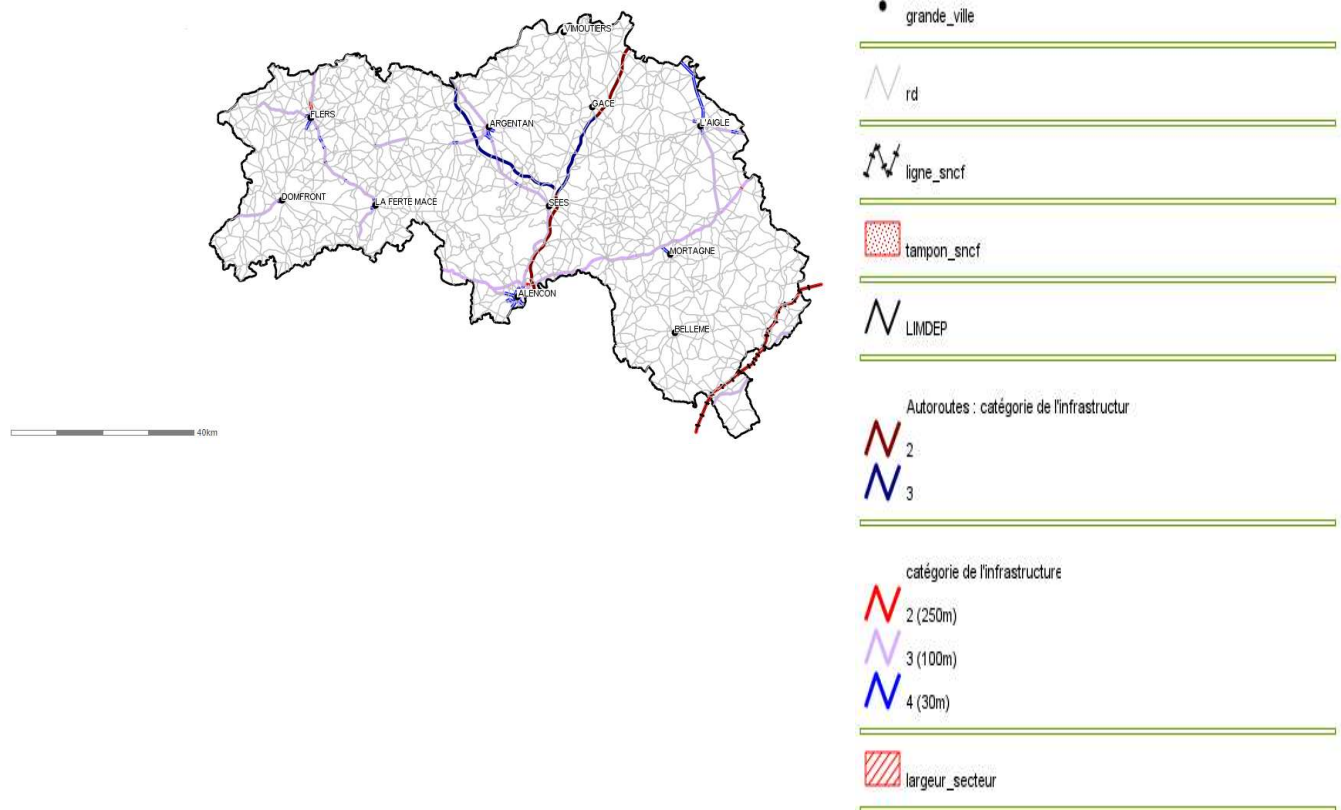 VIMOUTIERS
GACE
FLERS
ARGENTAN
L'AIGLE
DOMFRONT
LA FERTE MACE
SEES
MORTAGNE
ALENCON
BELLEME
40km
grande_ville
rd
ligne_sncf
tampon_sncf
LIMDEP
Autoroutes : catégorie de l'infrastructur
2
3
catégorie de l'infrastructure
2 (250m)
3 (100m)
4 (30m)
largeur_secteur